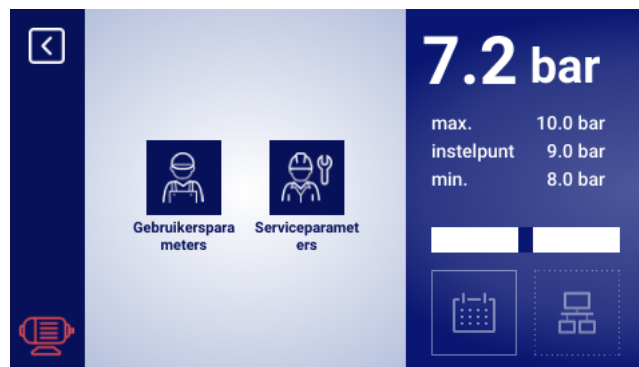 7.2 bar
max. 10.0 bar
instelpunt 9.0 bar
min. 8.0 bar
Gebruikerspara
meters
Serviceparamet
ers